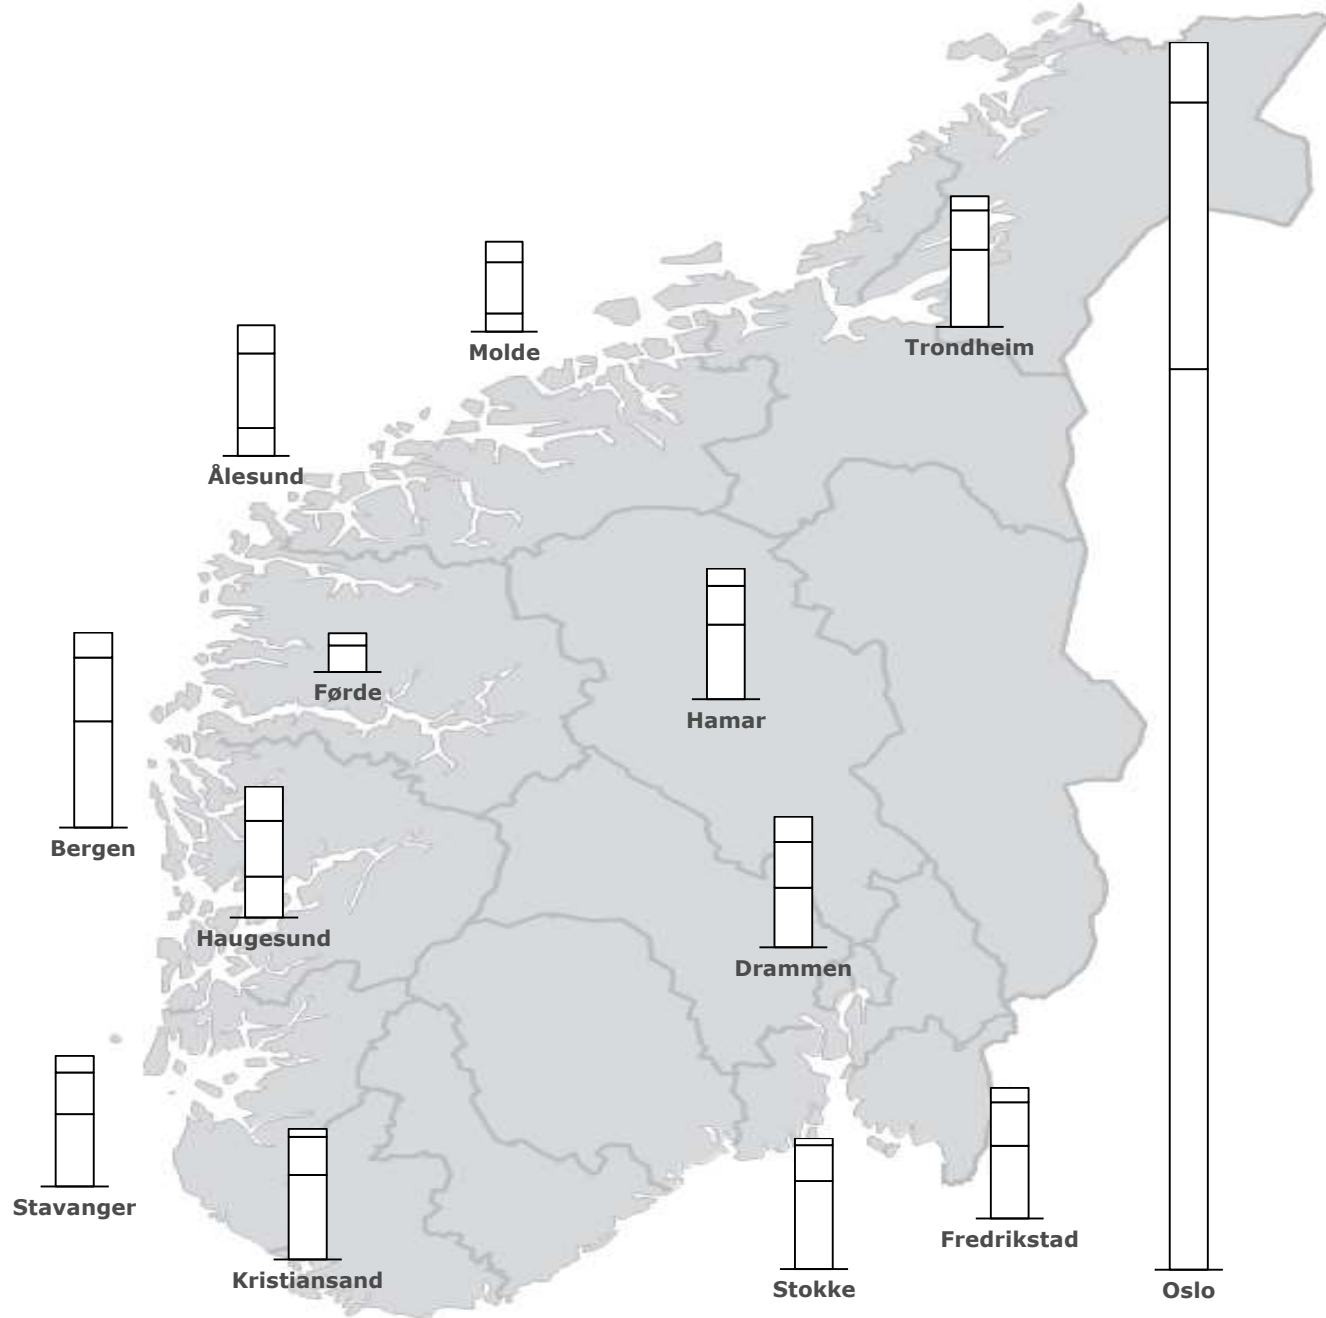 Molde
Trondheim
Ålesund
Førde
Hamar
Bergen
Haugesund
Drammen
Stavanger
Fredrikstad
Kristiansand
Stokke
Oslo